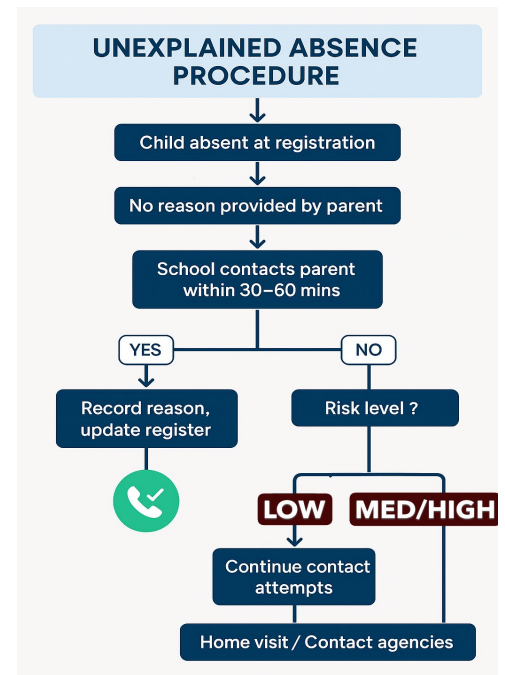 UNEXPLAINED ABSENCE
PROCEDURE
Child absent at registration
No reason provided by parent
School contacts parent
within 30–60 mins
YES
NO
Record reason,
update register
Risk level ?
LOW
MED/HIGH
Continue contact
attempts
Home visit / Contact agencies